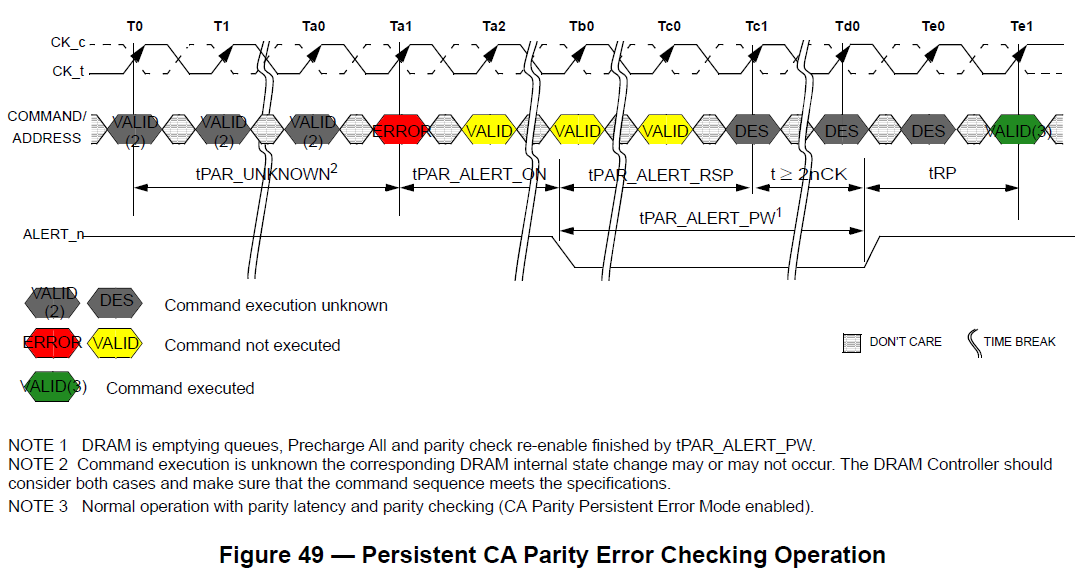 T0 T1 Ta0 Ta1 Ta2 Tb0 Tc0 Tc1 Td0 Te0 Te1
CK_c
CK_t
COMMAND/
ADDRESS
VALID (2) VALID (2) VALID (2) ERROR VALID VALID VALID DES DES DES VALID(3)
tPAR_UNKNOWN2 tPAR_ALERT_ON tPAR_ALERT_RSP t ≥ 2nCK tRP
tPAR_ALERT_PW1
ALERT_n
VALID (2) DES Command execution unknown
ERROR VALID Command not executed
DON'T CARE TIME BREAK
VALID(3) Command executed
NOTE 1 DRAM is emptying queues, Precharge All and parity check re-enable finished by tPAR_ALERT_PW.
NOTE 2 Command execution is unknown the corresponding DRAM internal state change may or may not occur. The DRAM Controller should
consider both cases and make sure that the command sequence meets the specifications.
NOTE 3 Normal operation with parity latency and parity checking (CA Parity Persistent Error Mode enabled).
Figure 49 — Persistent CA Parity Error Checking Operation